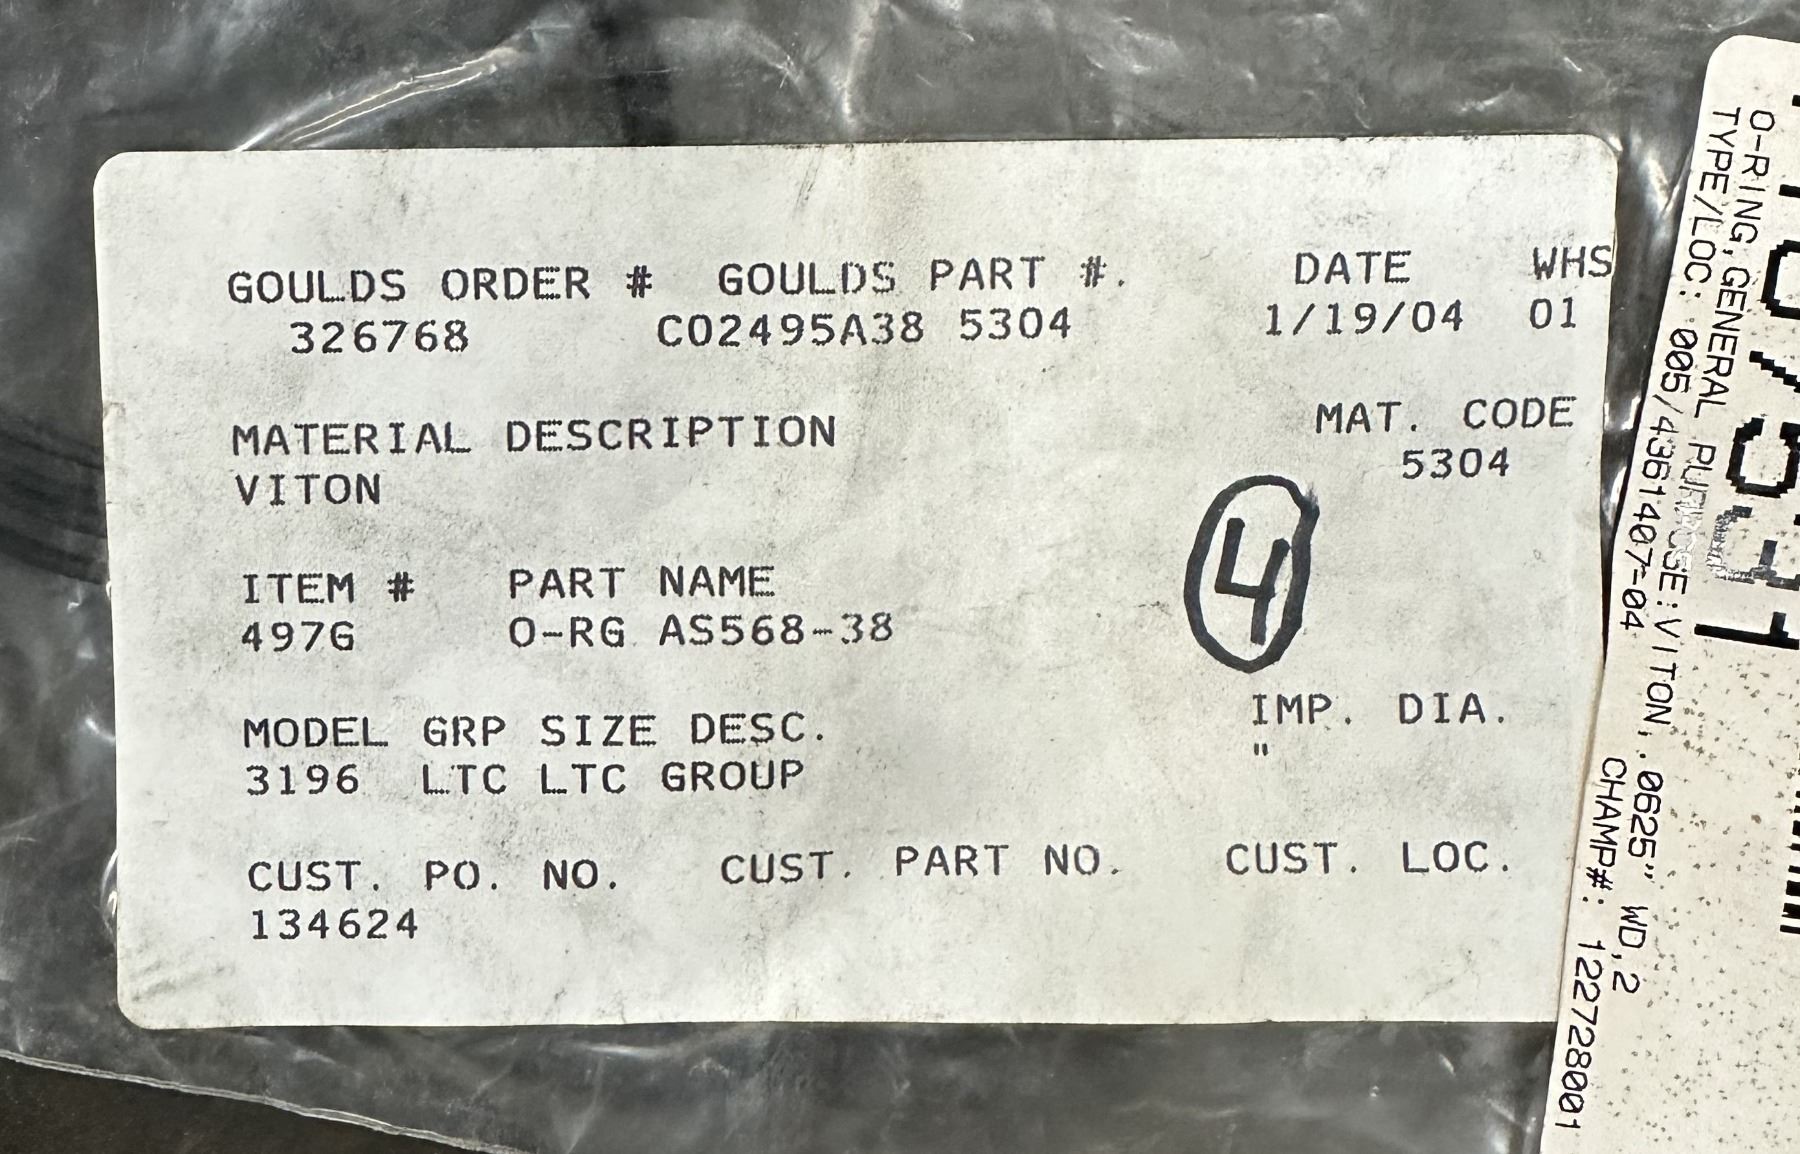 GOULDS ORDER # GOULDS PART #. DATE WHS
326768 C02495A38 5304 1/19/04 01
MATERIAL DESCRIPTION MAT. CODE
VITON 5304
4
ITEM # PART NAME
497G O-RG AS568-38
MODEL GRP SIZE DESC. IMP. DIA.
3196 LTC LTC GROUP "
CUST. PO. NO. CUST. PART NO. CUST. LOC.
134624
O-RING,GENERAL PURPOSE:VITON,.0625" WD,2
TYPE/LOC: 005/4361407-04 CHAMP#: 122728001